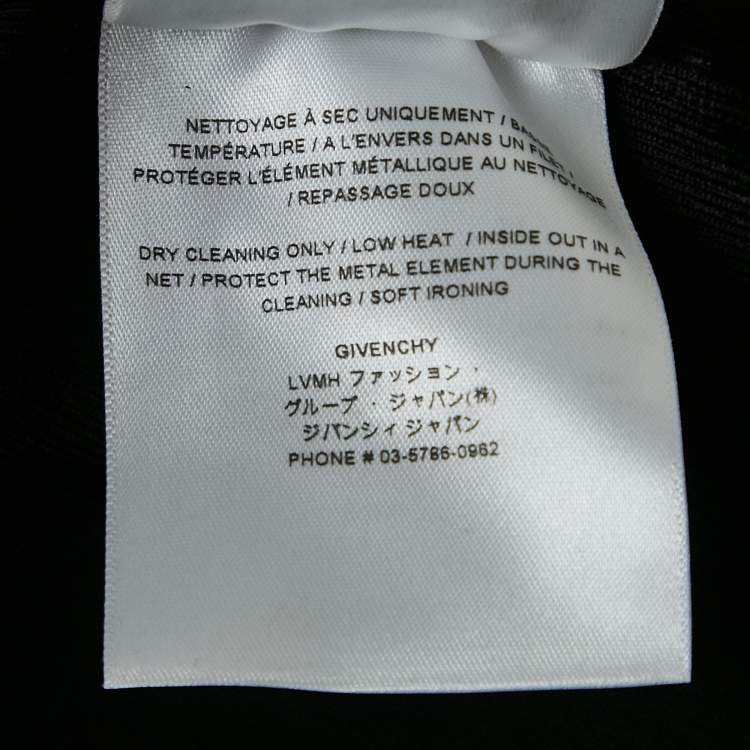 NETTOYAGE À SEC UNIQUEMENT / BASSE
TEMPÉRATURE / A L'ENVERS DANS UN FILET /
PROTÉGER L'ÉLÉMENT MÉTALLIQUE AU NETTOYAGE
/ REPASSAGE DOUX
DRY CLEANING ONLY / LOW HEAT / INSIDE OUT IN A
NET / PROTECT THE METAL ELEMENT DURING THE
CLEANING / SOFT IRONING
GIVENCHY
LVMH ファッション ・
グループ ・ ジャパン(株)
ジバンシィ ジャパン
PHONE # 03-5786-0962